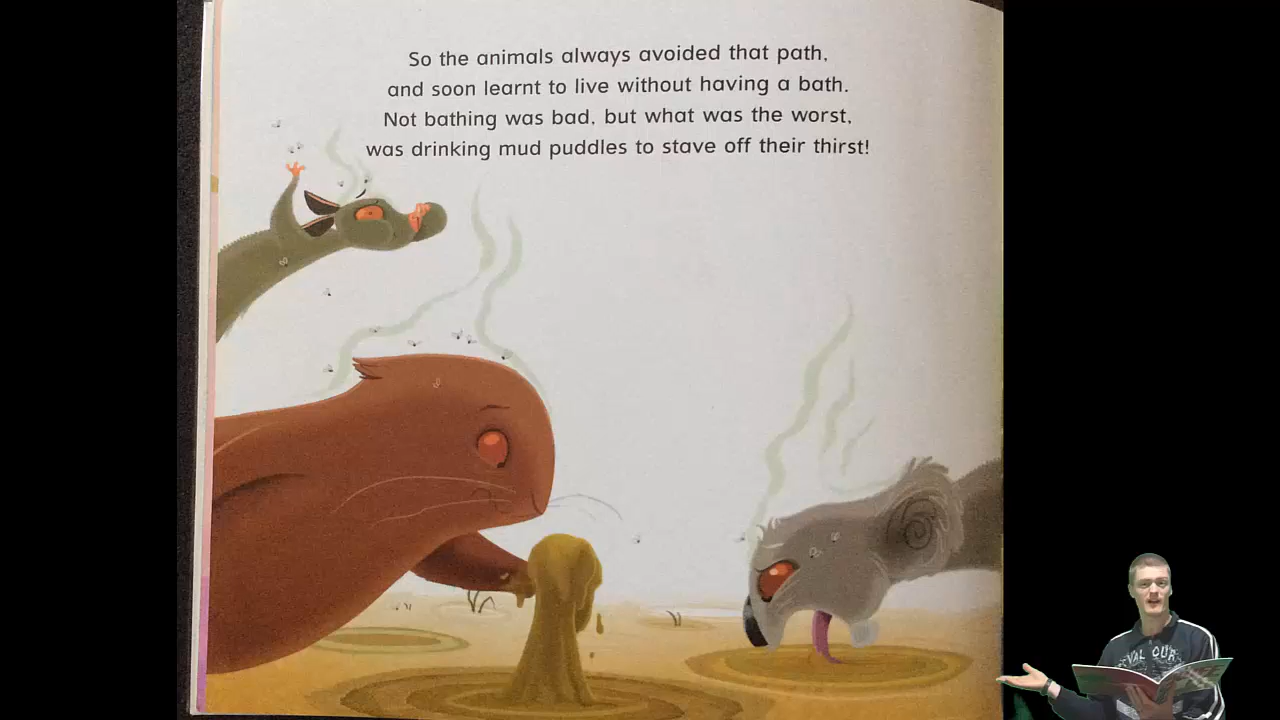 So the animals always avoided that path,
and soon learnt to live without having a bath.
Not bathing was bad, but what was the worst,
was drinking mud puddles to stave off their thirst!